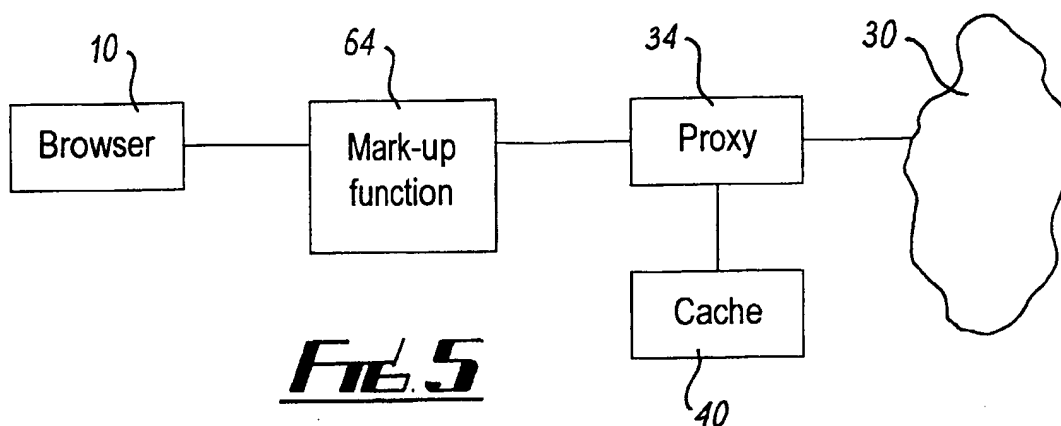 10
64
34
30
Browser
Mark-up
function
Proxy
Cache
40
FIG. 5